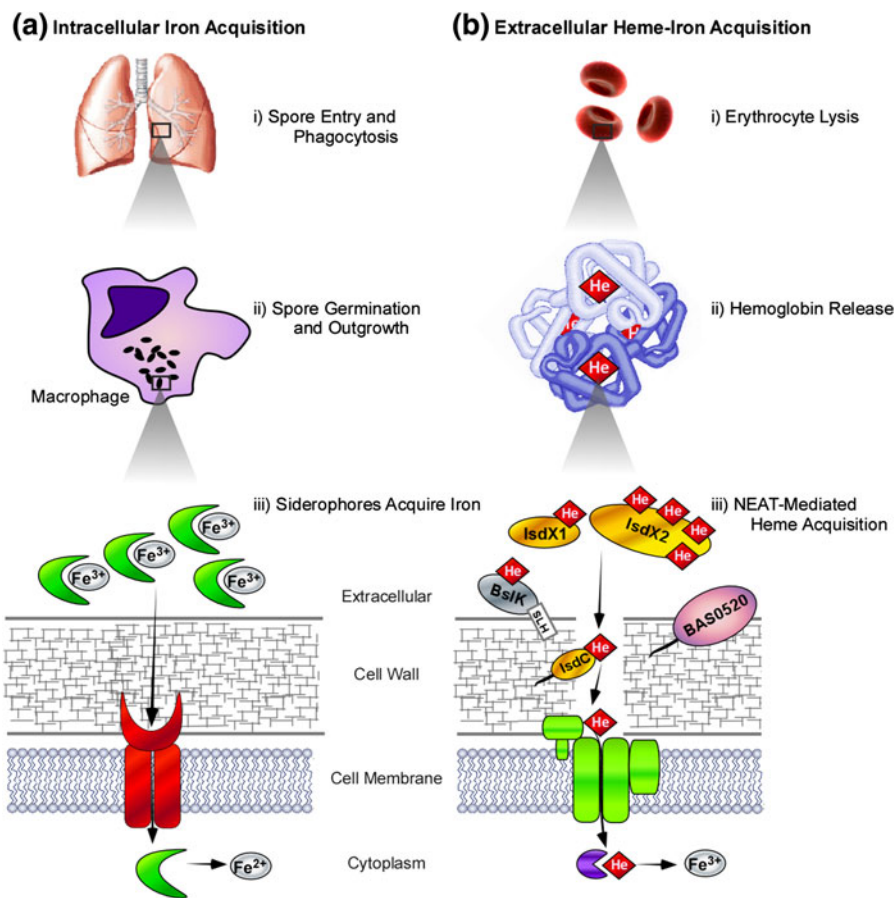 (a) Intracellular Iron Acquisition
i) Spore Entry and
Phagocytosis
ii) Spore Germination
and Outgrowth
Macrophage
iii) Siderophores Acquire Iron
Fe3+
Fe3+
Fe3+
Fe3+
Extracellular
Cell Wall
Cell Membrane
Cytoplasm
Fe2+
(b) Extracellular Heme-Iron Acquisition
i) Erythrocyte Lysis
He
He
H
He
ii) Hemoglobin Release
iii) NEAT-Mediated
Heme Acquisition
He
IsdX1
He
He
He
He
IsdX2
He
BslK
SLH
BAS0520
He
IsdC
He
He
Fe3+